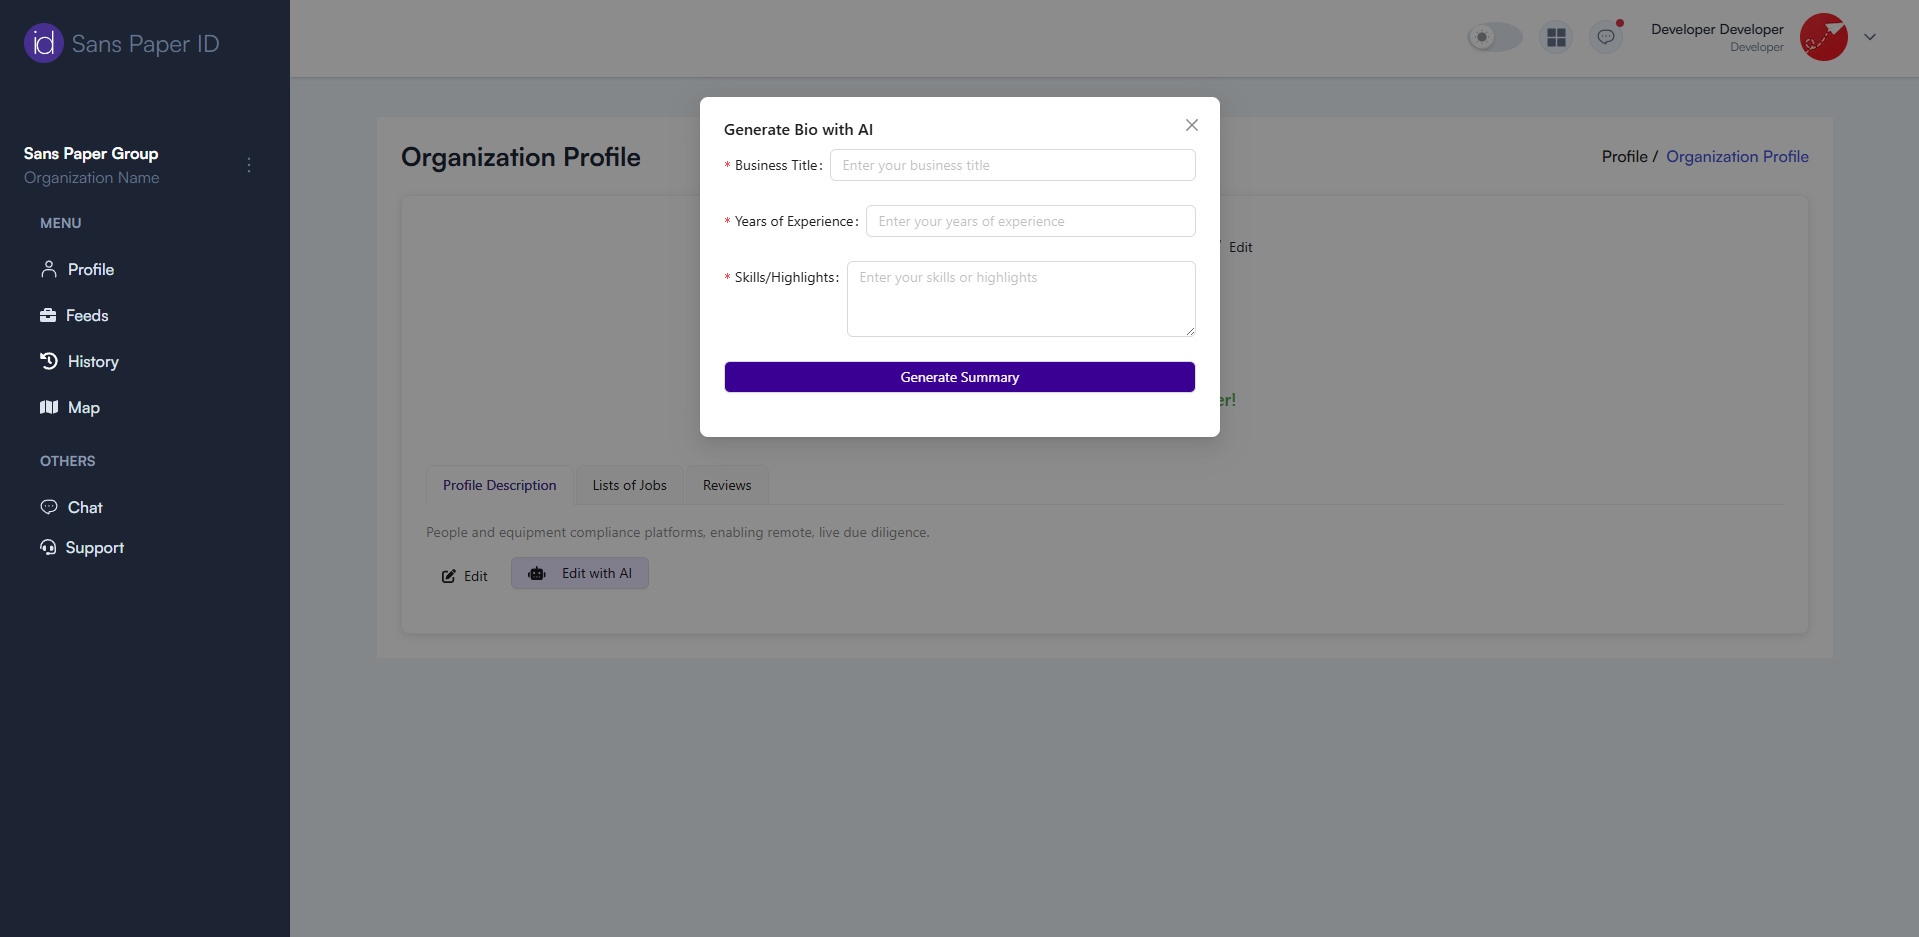 id Sans Paper ID
Developer Developer
Developer
Sans Paper Group
Organization Name
MENU
Profile
Feeds
History
Map
OTHERS
Chat
Support
Organization Profile
Profile / Organization Profile
Edit
er!
Generate Bio with AI
* Business Title: Enter your business title
* Years of Experience: Enter your years of experience
* Skills/Highlights: Enter your skills or highlights
Generate Summary
Profile Description Lists of Jobs Reviews
People and equipment compliance platforms, enabling remote, live due diligence.
Edit Edit with AI